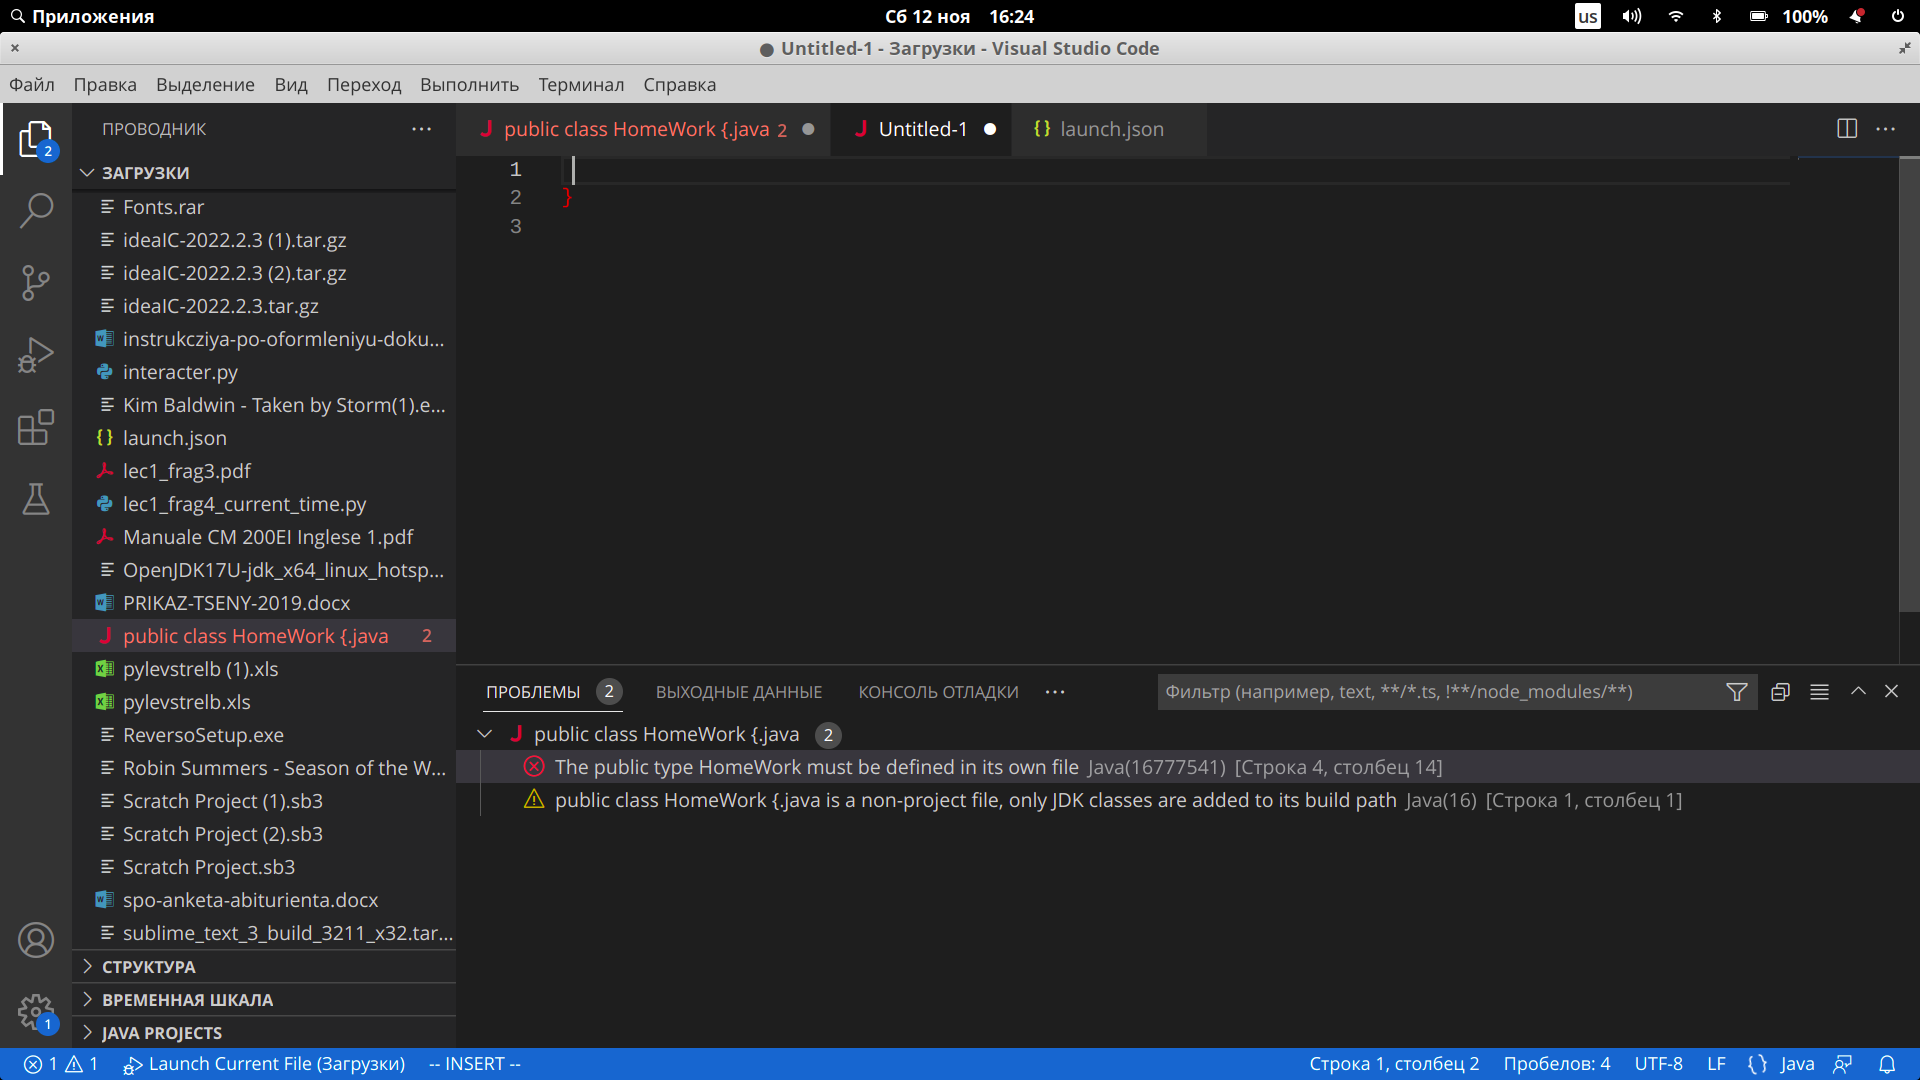 Приложения
Сб 12 ноя 16:24
us
100%
● Untitled-1 - Загрузки - Visual Studio Code
Файл Правка Выделение Вид Переход Выполнить Терминал Справка
2
ПРОВОДНИК
ЗАГРУЗКИ
Fonts.rar
ideaIC-2022.2.3 (1).tar.gz
ideaIC-2022.2.3 (2).tar.gz
ideaIC-2022.2.3.tar.gz
instrukcziya-po-oformleniyu-doku...
interacter.py
Kim Baldwin - Taken by Storm(1).e...
launch.json
lec1_frag3.pdf
lec1_frag4_current_time.py
Manuale CM 200EI Inglese 1.pdf
OpenJDK17U-jdk_x64_linux_hotsp...
PRIKAZ-TSENY-2019.docx
public class HomeWork {.java 2
pylevstrelb (1).xls
pylevstrelb.xls
ReversoSetup.exe
Robin Summers - Season of the W...
Scratch Project (1).sb3
Scratch Project (2).sb3
Scratch Project.sb3
spo-anketa-abiturienta.docx
sublime_text_3_build_3211_x32.tar...
СТРУКТУРА
ВРЕМЕННАЯ ШКАЛА
JAVA PROJECTS
1
public class HomeWork {.java 2 Untitled-1 launch.json
1
2 }
3
ПРОБЛЕМЫ 2 ВЫХОДНЫЕ ДАННЫЕ КОНСОЛЬ ОТЛАДКИ
Фильтр (например, text, **/*.ts, !**/node_modules/**)
public class HomeWork {.java 2
The public type HomeWork must be defined in its own file Java(16777541) [Строка 4, столбец 14]
public class HomeWork {.java is a non-project file, only JDK classes are added to its build path Java(16) [Строка 1, столбец 1]
1 1 Launch Current File (Загрузки) -- INSERT -- Строка 1, столбец 2 Пробелов: 4 UTF-8 LF {} Java